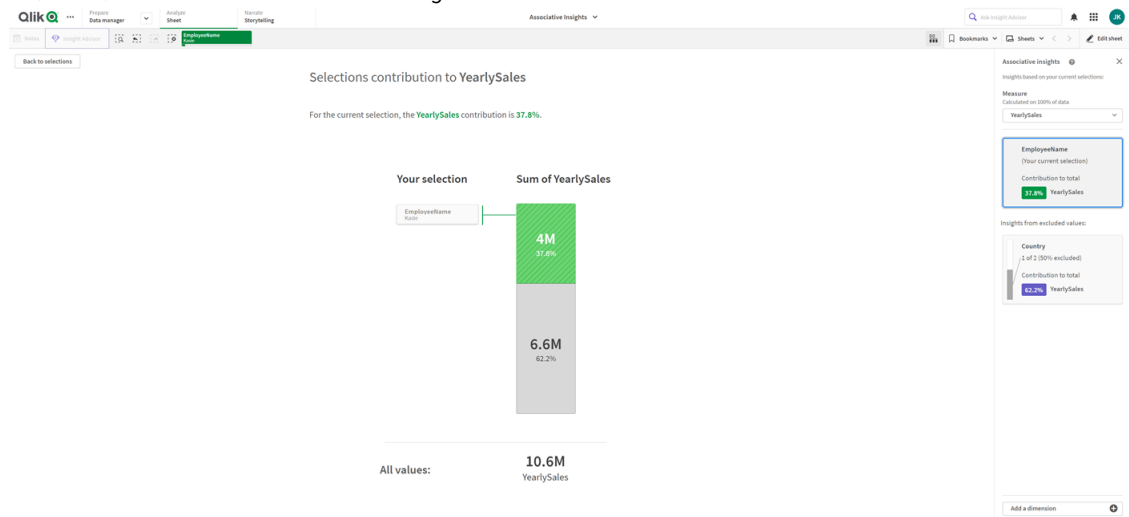 Qlik
Prepare
Data manager
Analyze
Sheet
Narrate
Storytelling
Associative Insights
Ask Insight Advisor
JK
Notes
Insight Advisor
EmployeeName
Kasie
Bookmarks
Sheets
Edit sheet
Back to selections
Selections contribution to YearlySales
For the current selection, the YearlySales contribution is 37.8%.
Your selection
Sum of YearlySales
EmployeeName
Kasie
4M
37.8%
6.6M
62.2%
All values:
10.6M
YearlySales
Associative insights
Insights based on your current selections:
Measure
Calculated on 100% of data
YearlySales
EmployeeName
(Your current selection)
Contribution to total
37.8% YearlySales
Insights from excluded values:
Country
1 of 2 (50% excluded)
Contribution to total
62.2% YearlySales
Add a dimension